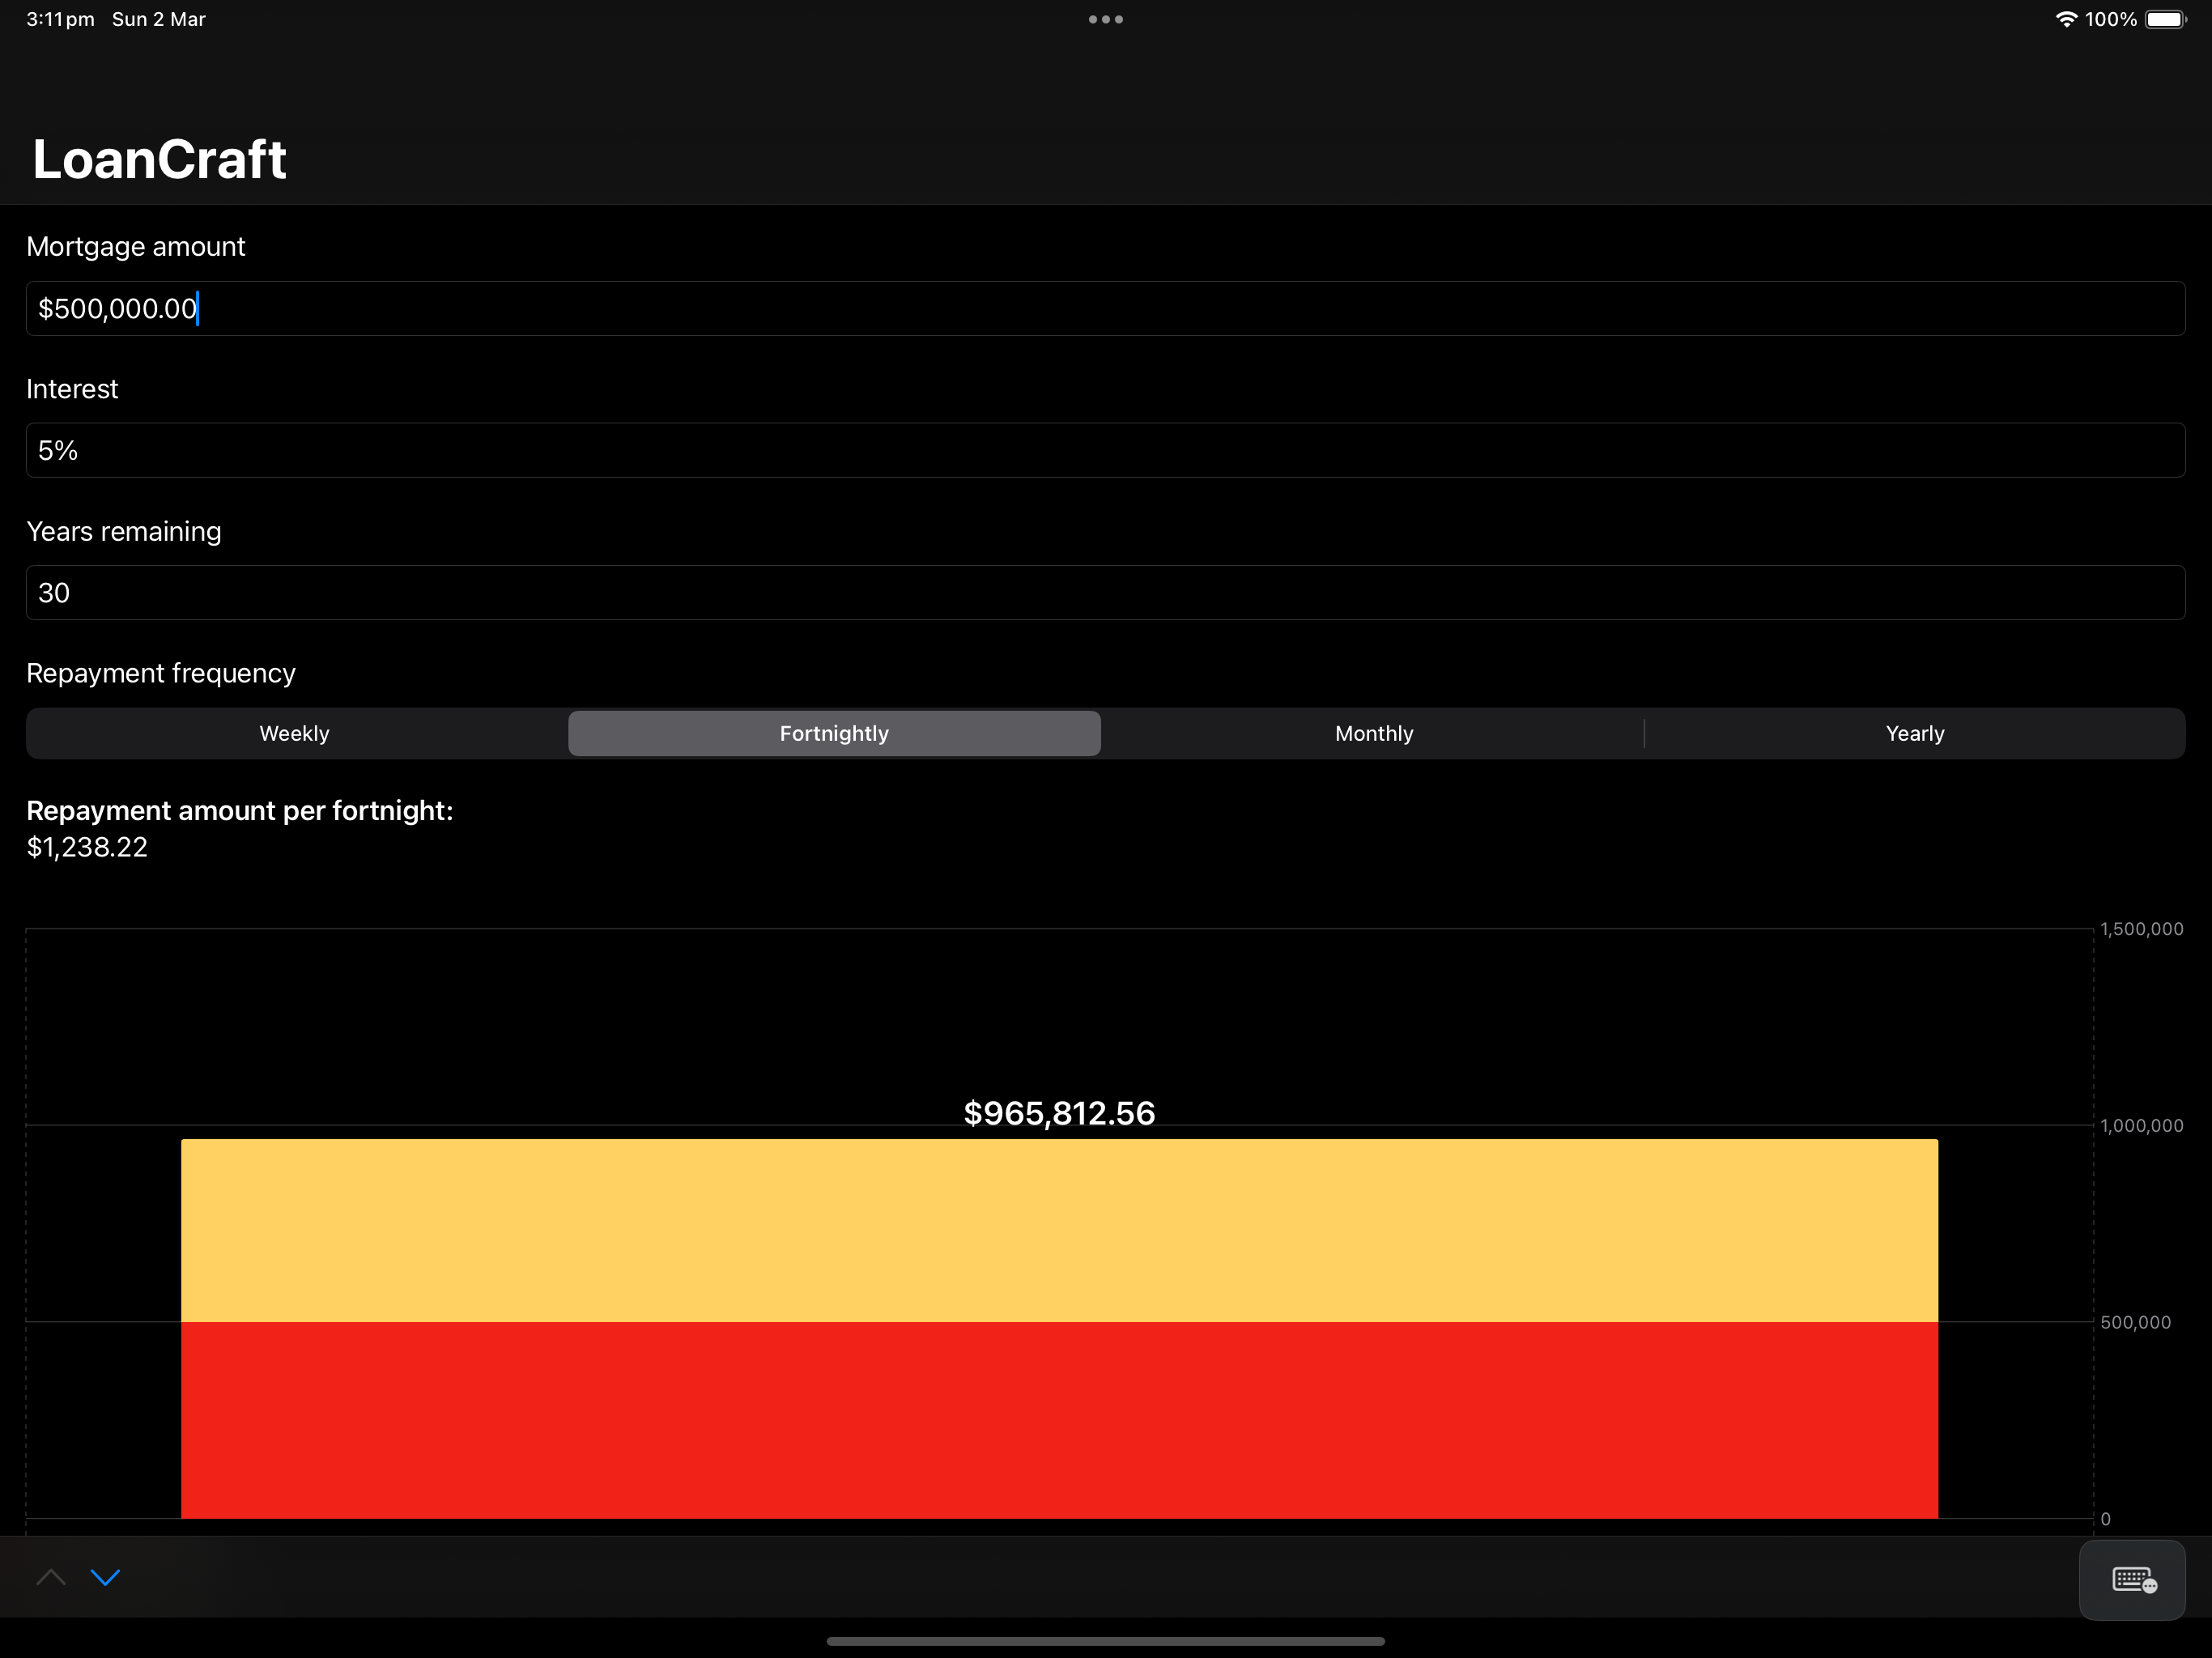 3:11pm Sun 2 Mar
100%
LoanCraft
Mortgage amount
$500,000.00
Interest
5%
Years remaining
30
Repayment frequency
Weekly
Fortnightly
Monthly
Yearly
Repayment amount per fortnight:
$1,238.22
1,500,000
$965,812.56
1,000,000
500,000
0